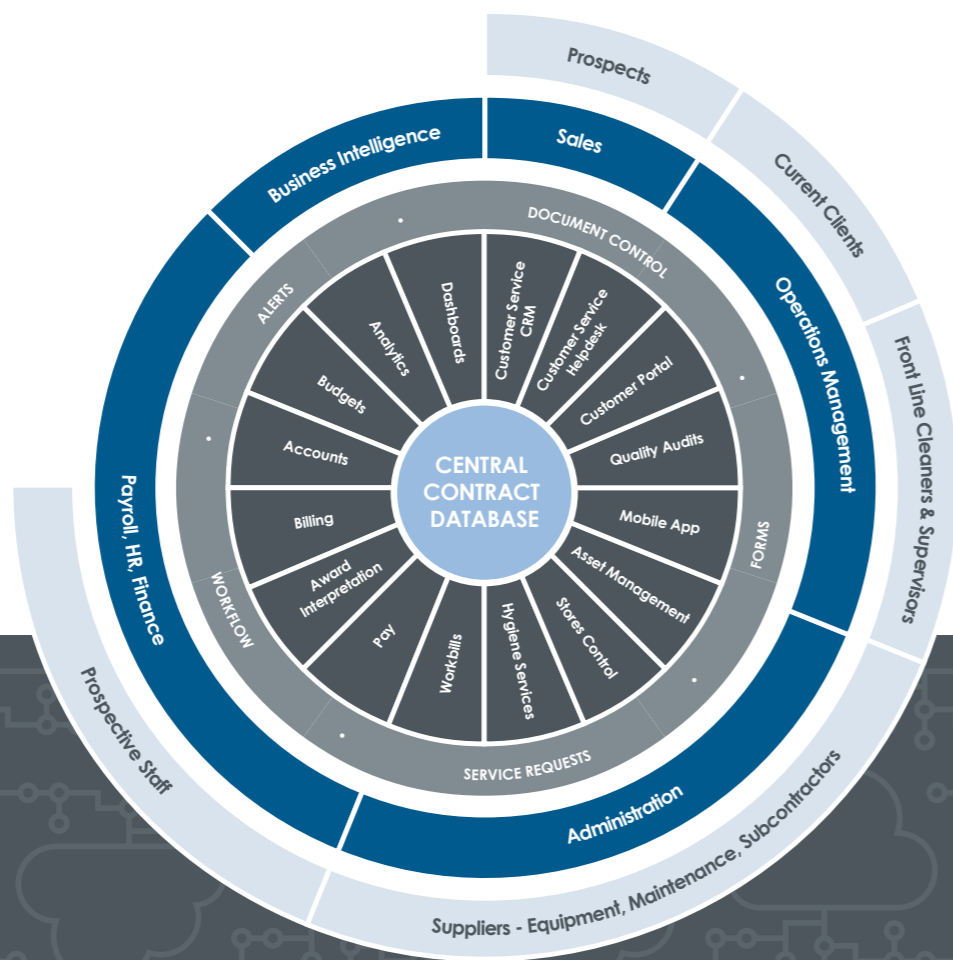 Prospects
Current Clients
Front Line Cleaners & Supervisors
Suppliers - Equipment, Maintenance, Subcontractors
Prospective Staff
Sales
Operations Management
Administration
Payroll, HR, Finance
Business Intelligence
DOCUMENT CONTROL
FORMS
SERVICE REQUESTS
WORKFLOW
ALERTS
Customer Service
CRM
Customer Service
Helpdesk
Customer Portal
Quality Audits
Mobile App
Asset Management
Stores Control
Hygiene Services
Workbills
Pay
Award
Interpretation
Billing
Accounts
Budgets
Analytics
Dashboards
CENTRAL
CONTRACT
DATABASE